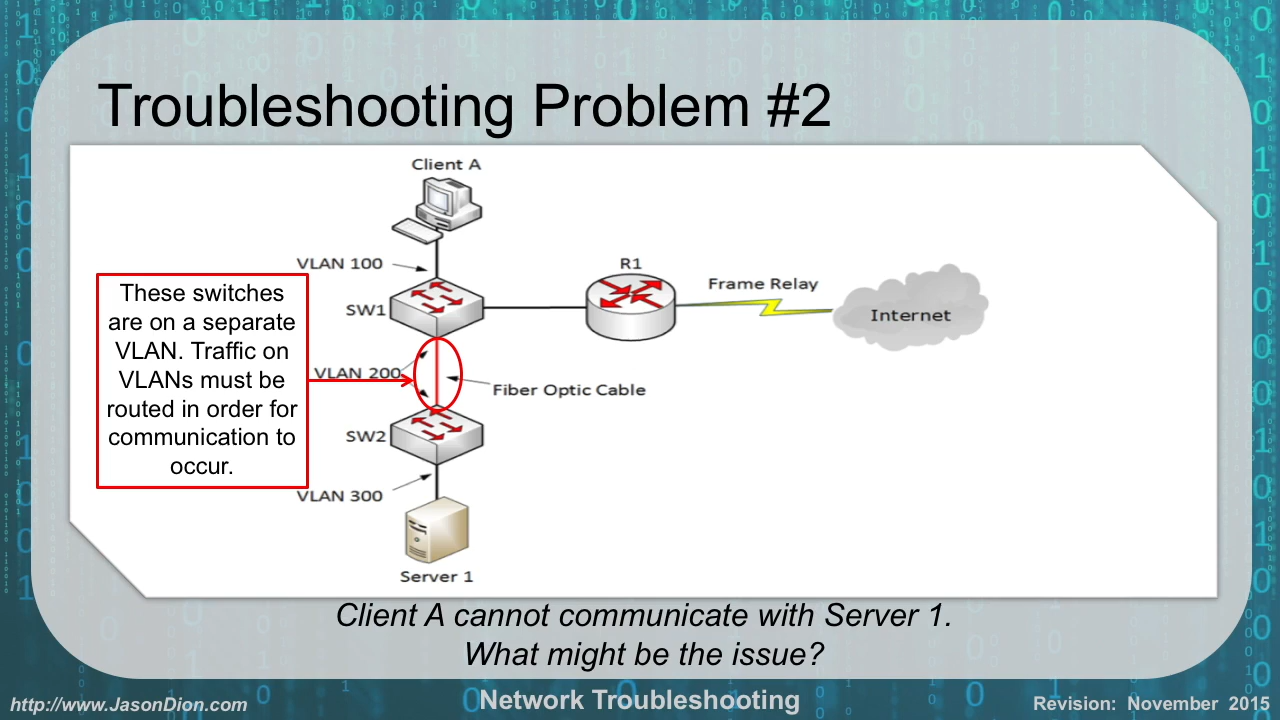 Troubleshooting Problem #2
Client A
VLAN 100
R1
Frame Relay
SW1
Internet
These switches
are on a separate
VLAN. Traffic on
VLANs must be
routed in order for
communication to
occur.
VLAN 200
Fiber Optic Cable
SW2
VLAN 300
Server 1
Client A cannot communicate with Server 1.
What might be the issue?
http://www.JasonDion.com
Network Troubleshooting
Revision: November 2015